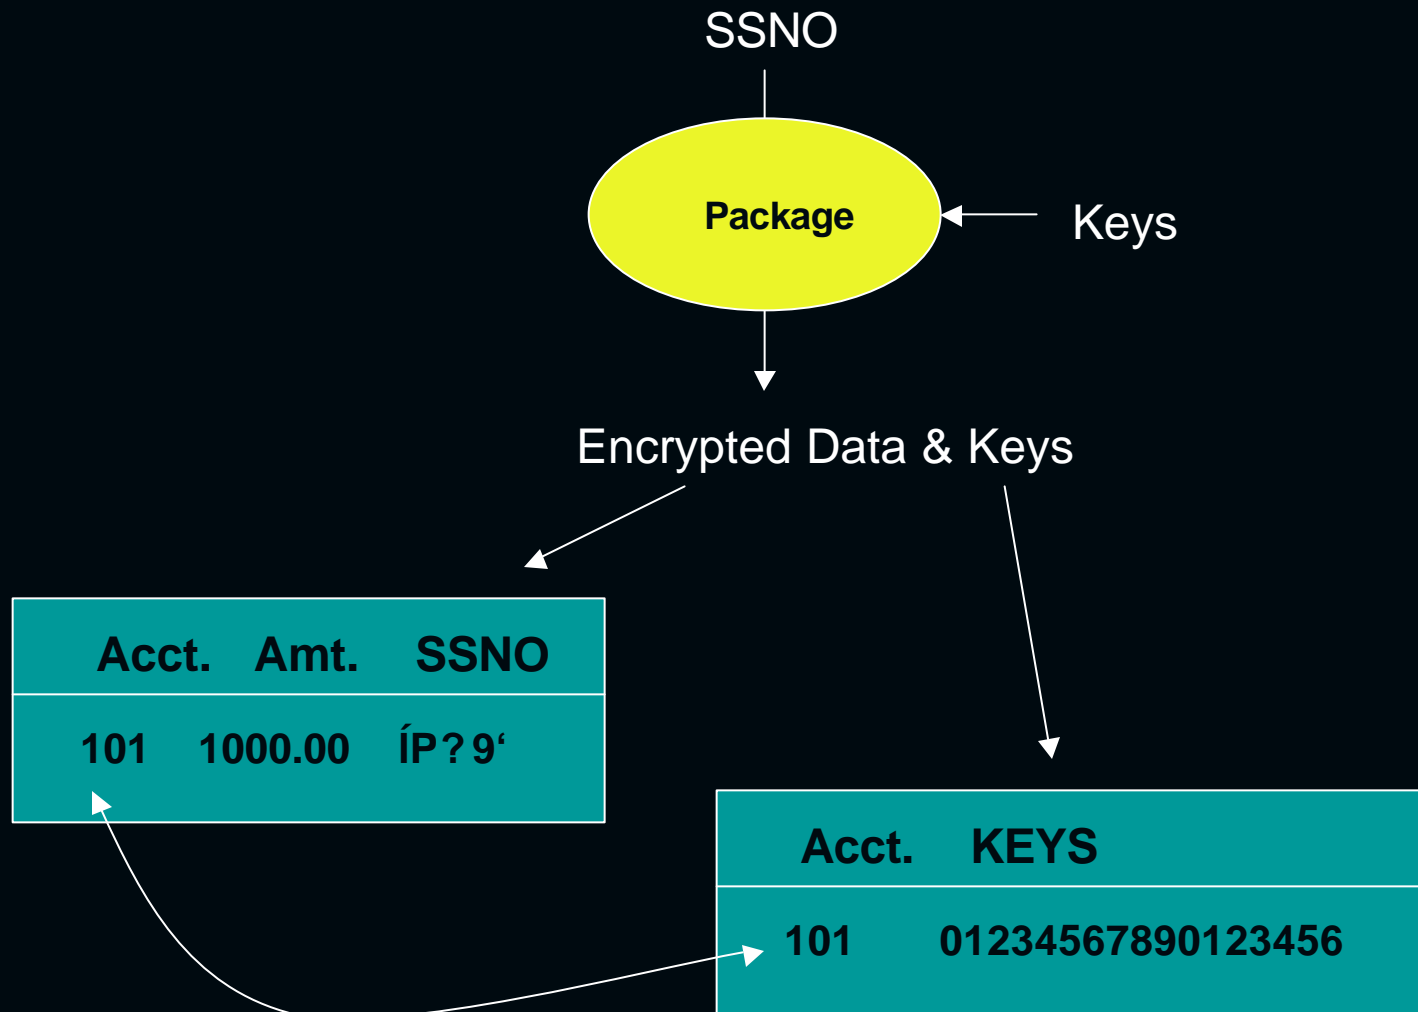 SSNO
Package
Keys
Encrypted Data & Keys
Acct. Amt. SSNO
101 1000.00 ÍP?9‘
Acct. KEYS
101 01234567890123456